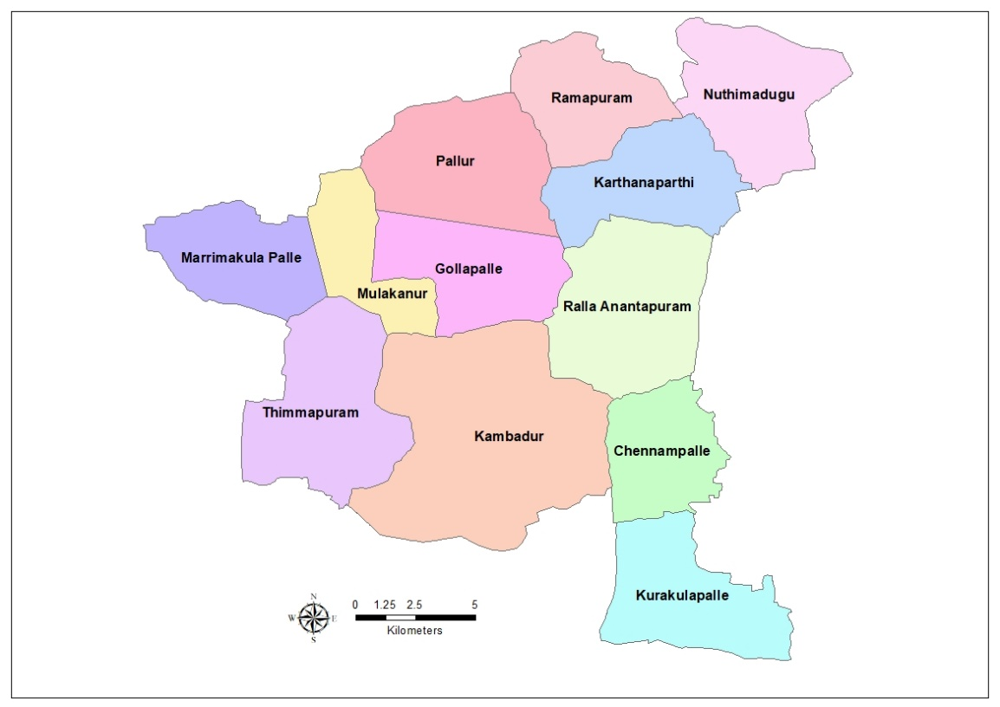 Ramapuram
Nuthimadugu
Pallur
Karthanaparthi
Marrimakula Palle
Gollapalle
Mulakanur
Ralla Anantapuram
Thimmapuram
Kambadur
Chennampalle
Kurakulapalle
N
W E
S
0 1.25 2.5 5
Kilometers